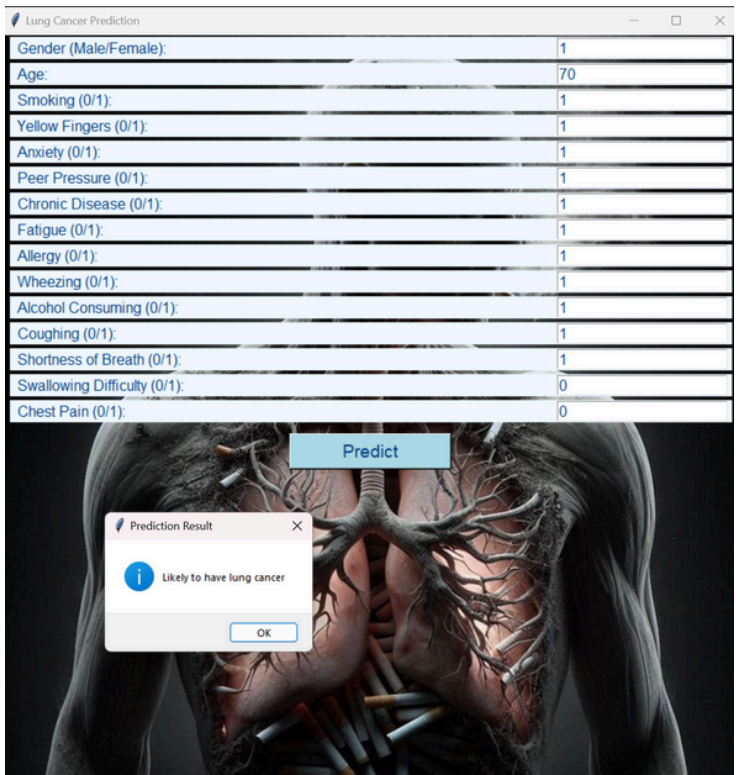 Lung Cancer Prediction
Gender (Male/Female): 1
Age: 70
Smoking (0/1): 1
Yellow Fingers (0/1): 1
Anxiety (0/1): 1
Peer Pressure (0/1): 1
Chronic Disease (0/1): 1
Fatigue (0/1): 1
Allergy (0/1): 1
Wheezing (0/1): 1
Alcohol Consuming (0/1): 1
Coughing (0/1): 1
Shortness of Breath (0/1): 1
Swallowing Difficulty (0/1): 0
Chest Pain (0/1): 0
Predict
Prediction Result
Likely to have lung cancer
OK